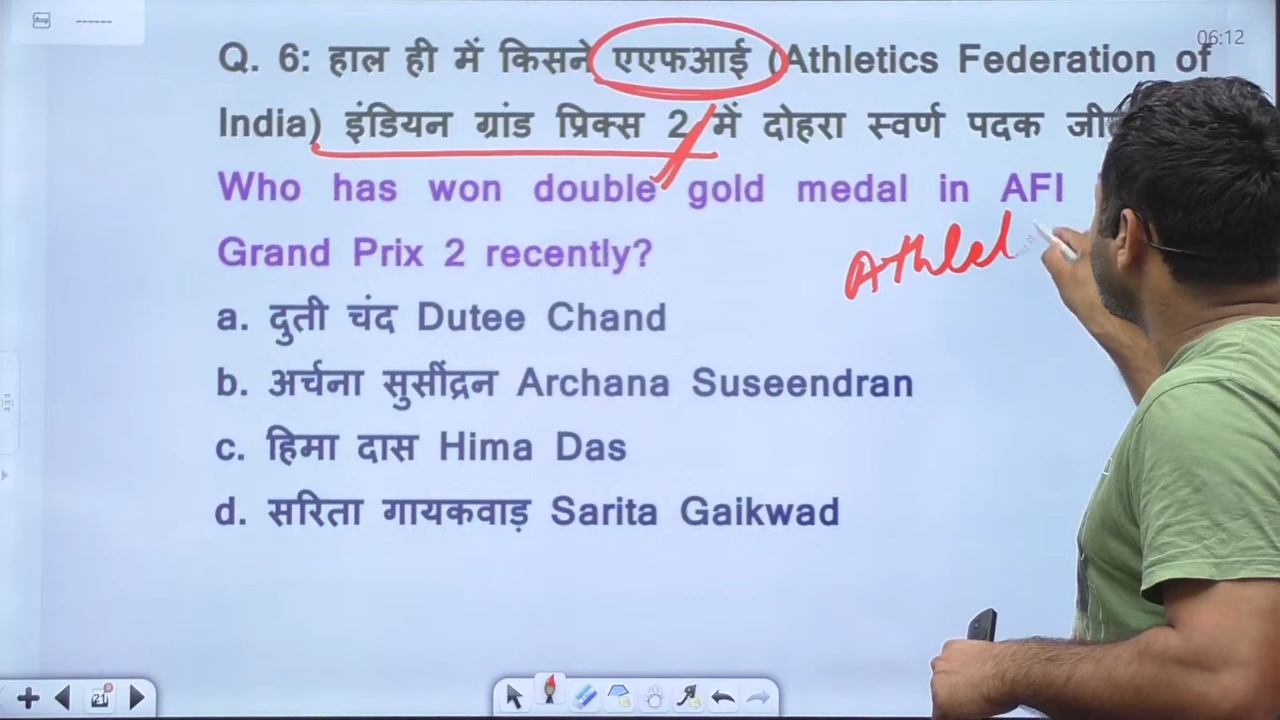 06:12
Q. 6: हाल ही में किसने एएफआई (Athletics Federation of
India) इंडियन ग्रांड प्रिक्स 2 में दोहरा स्वर्ण पदक
Who has won double gold medal in AFI
Grand Prix 2 recently?
Athlet
a. दुती चंद Dutee Chand
b. अर्चना सुसींद्रन Archana Suseendran
c. हिमा दास Hima Das
d. सरिता गायकवाड़ Sarita Gaikwad
21